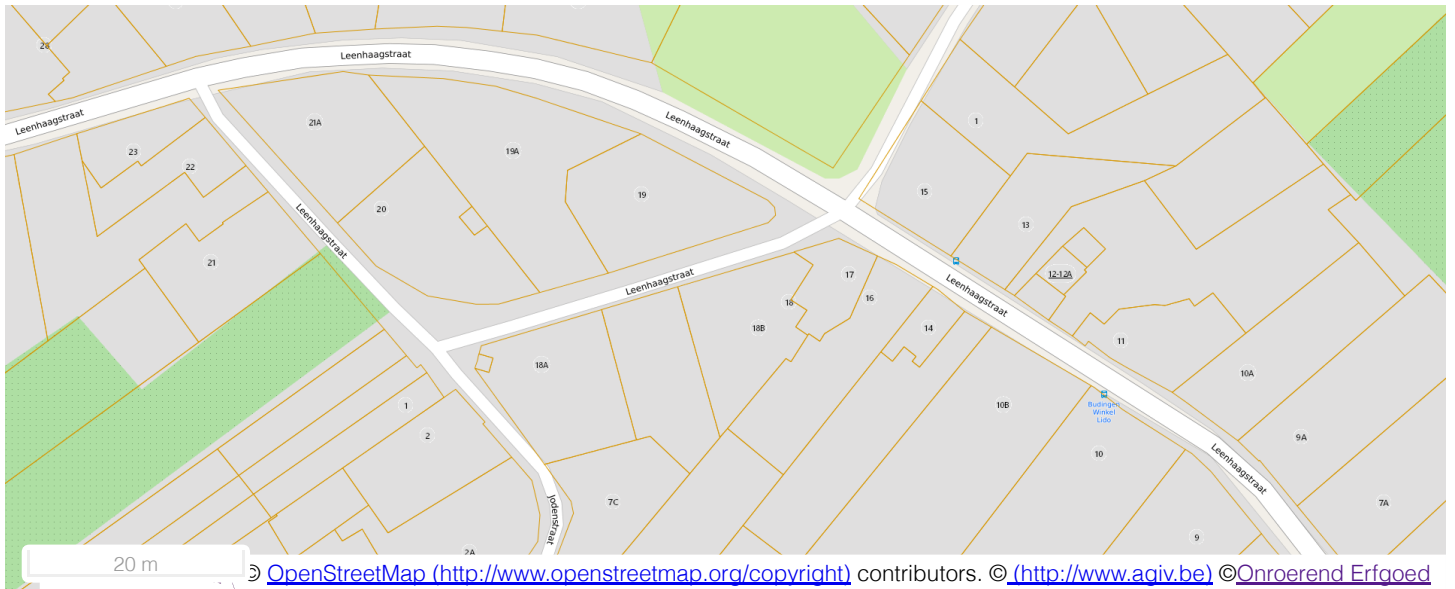 28
Leenhaagstraat
Leenhaagstraat
21A
23
22
19A
Leenhaagstraat
1
20
19
15
Leenhaagstraat
13
21
Leenhaagstraat
17
12-12A
18
16
Leenhaagstraat
18B
14
11
18A
10A
1
10B
Budingen
Winkel
Lido
2
9A
10
Leenhaagstraat
7C
Jodenstraat
7A
9
2A
20 m
© OpenStreetMap (http://www.openstreetmap.org/copyright) contributors. © (http://www.agiv.be) ©Onroerend Erfgoed